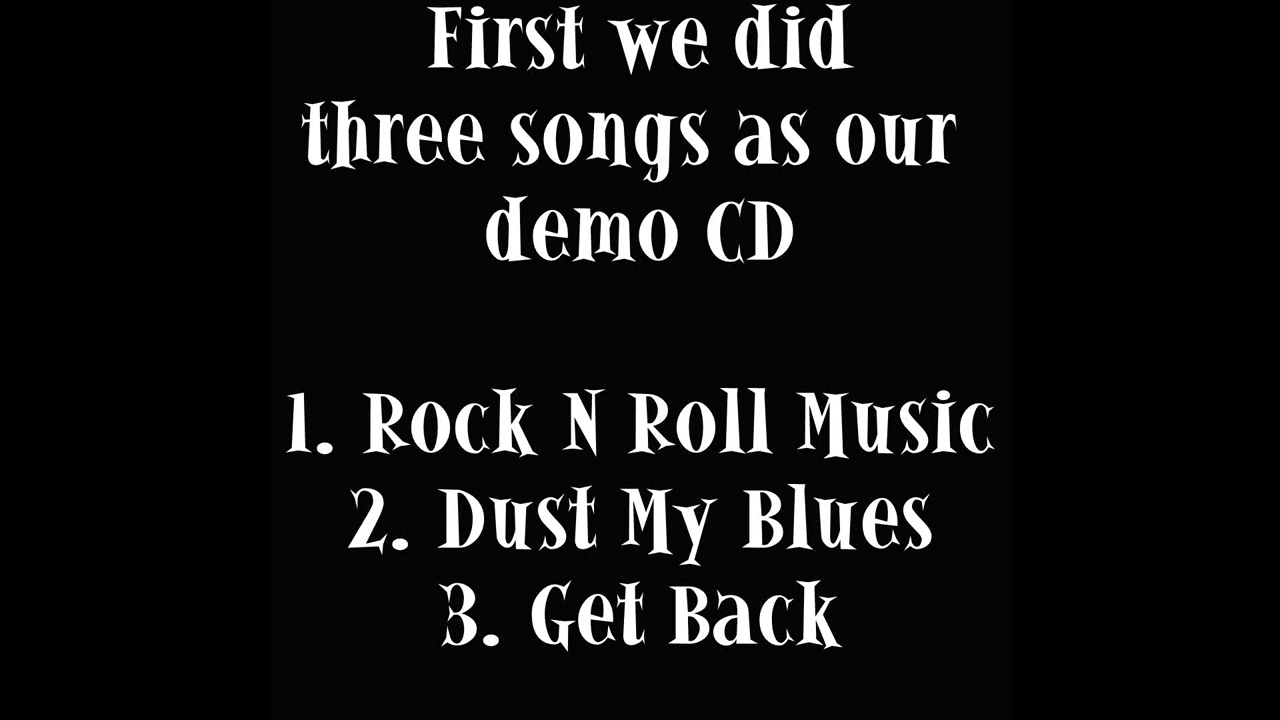 First we did
three songs as our
demo CD
1. Rock N Roll Music
2. Dust My Blues
3. Get Back